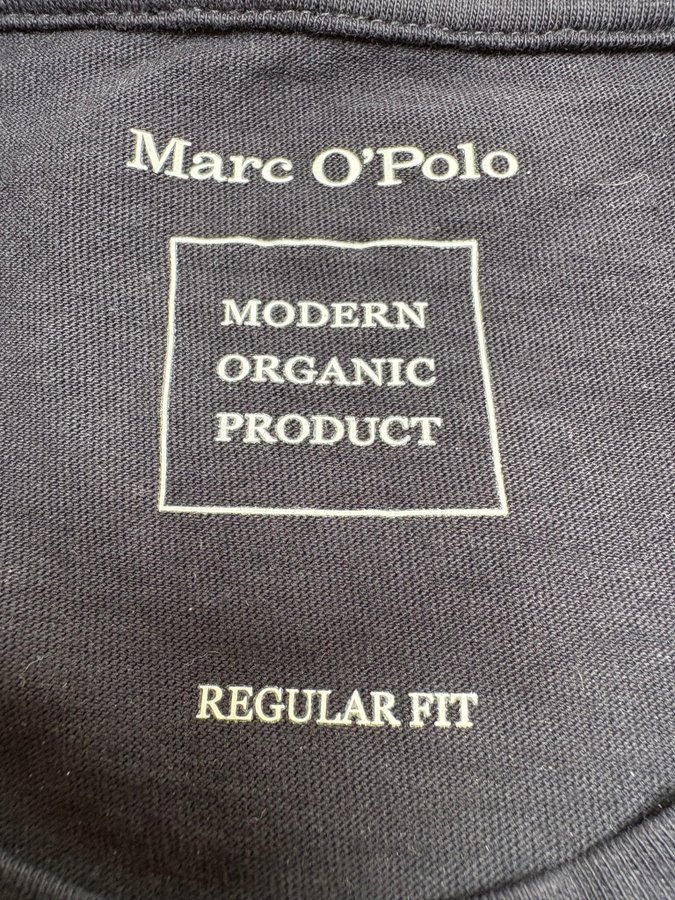 Marc O'Polo
MODERN
ORGANIC
PRODUCT
REGULAR FIT